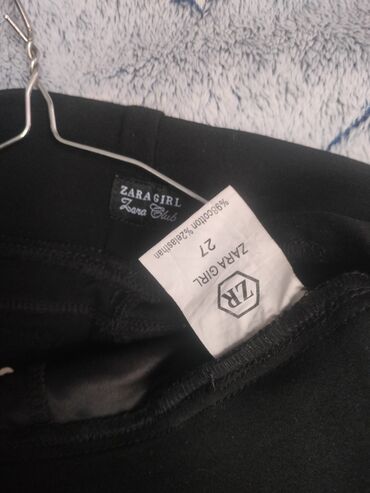 ZARAGIRL
Zara Club
ZR
ZARAGIRL
27
%98cotton %2elasthan